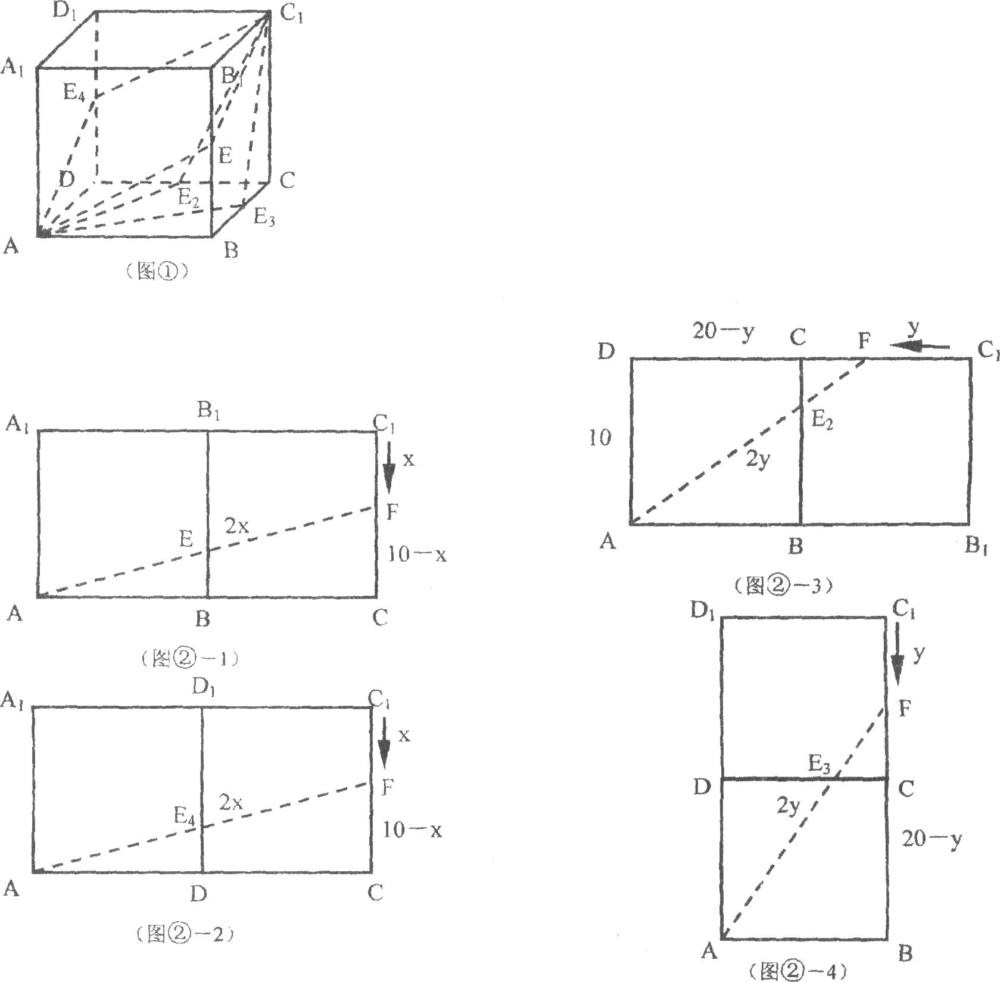 D₁ C₁
A₁ B₁
E₄
E
D C
E₂
E₃
A B
(图①)
20－y C y
D F C₁
10 E₂
2y
A B B₁
(图②－3)
B₁
A₁ C₁
x
F
2x
E
10－x
A B C
(图②－1)
D₁
A₁ C₁
x
F
2x
E₄
10－x
A D C
(图②－2)
D₁ C₁
y
F
E₃
D C
2y
20－y
A B
(图②－4)